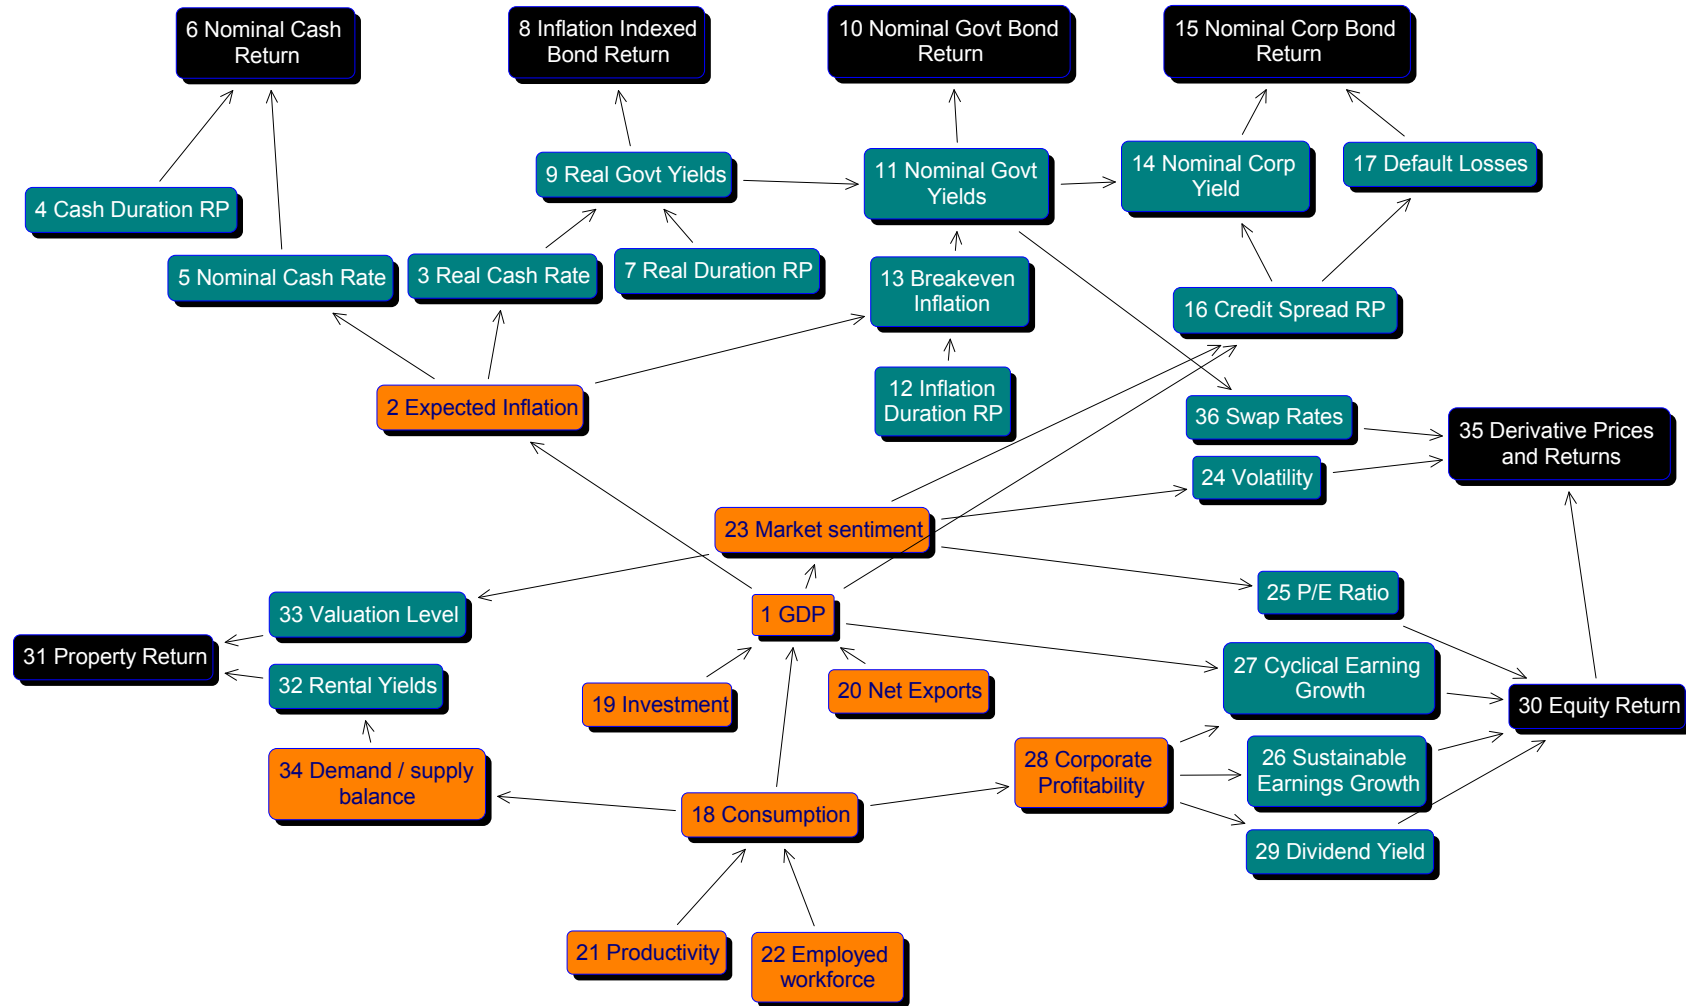 6 Nominal Cash
Return
8 Inflation Indexed
Bond Return
10 Nominal Govt Bond
Return
15 Nominal Corp Bond
Return
9 Real Govt Yields
11 Nominal Govt
Yields
14 Nominal Corp
Yield
17 Default Losses
4 Cash Duration RP
5 Nominal Cash Rate
3 Real Cash Rate
7 Real Duration RP
13 Breakeven
Inflation
16 Credit Spread RP
2 Expected Inflation
12 Inflation
Duration RP
36 Swap Rates
35 Derivative Prices
and Returns
24 Volatility
23 Market sentiment
33 Valuation Level
1 GDP
25 P/E Ratio
31 Property Return
32 Rental Yields
19 Investment
20 Net Exports
27 Cyclical Earning
Growth
30 Equity Return
34 Demand / supply
balance
28 Corporate
Profitability
26 Sustainable
Earnings Growth
18 Consumption
29 Dividend Yield
21 Productivity
22 Employed
workforce